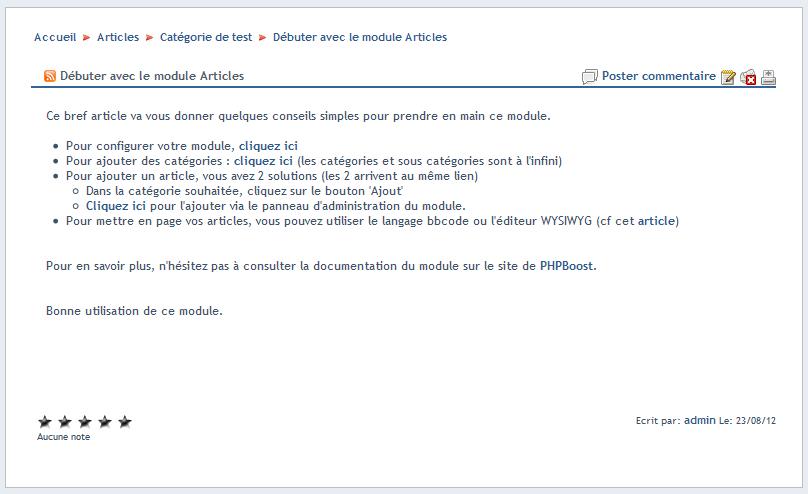 Accueil Articles Catégorie de test Débuter avec le module Articles
Débuter avec le module Articles Poster commentaire
Ce bref article va vous donner quelques conseils simples pour prendre en main ce module.
Pour configurer votre module, cliquez ici
Pour ajouter des catégories : cliquez ici (les catégories et sous catégories sont à l'infini)
Pour ajouter un article, vous avez 2 solutions (les 2 arrivent au même lien)
Dans la catégorie souhaitée, cliquez sur le bouton 'Ajout'
Cliquez ici pour l'ajouter via le panneau d'administration du module.
Pour mettre en page vos articles, vous pouvez utiliser le langage bbcode ou l'éditeur WYSIWYG (cf cet article)
Pour en savoir plus, n'hésitez pas à consulter la documentation du module sur le site de PHPBoost.
Bonne utilisation de ce module.
Aucune note
Ecrit par: admin Le: 23/08/12